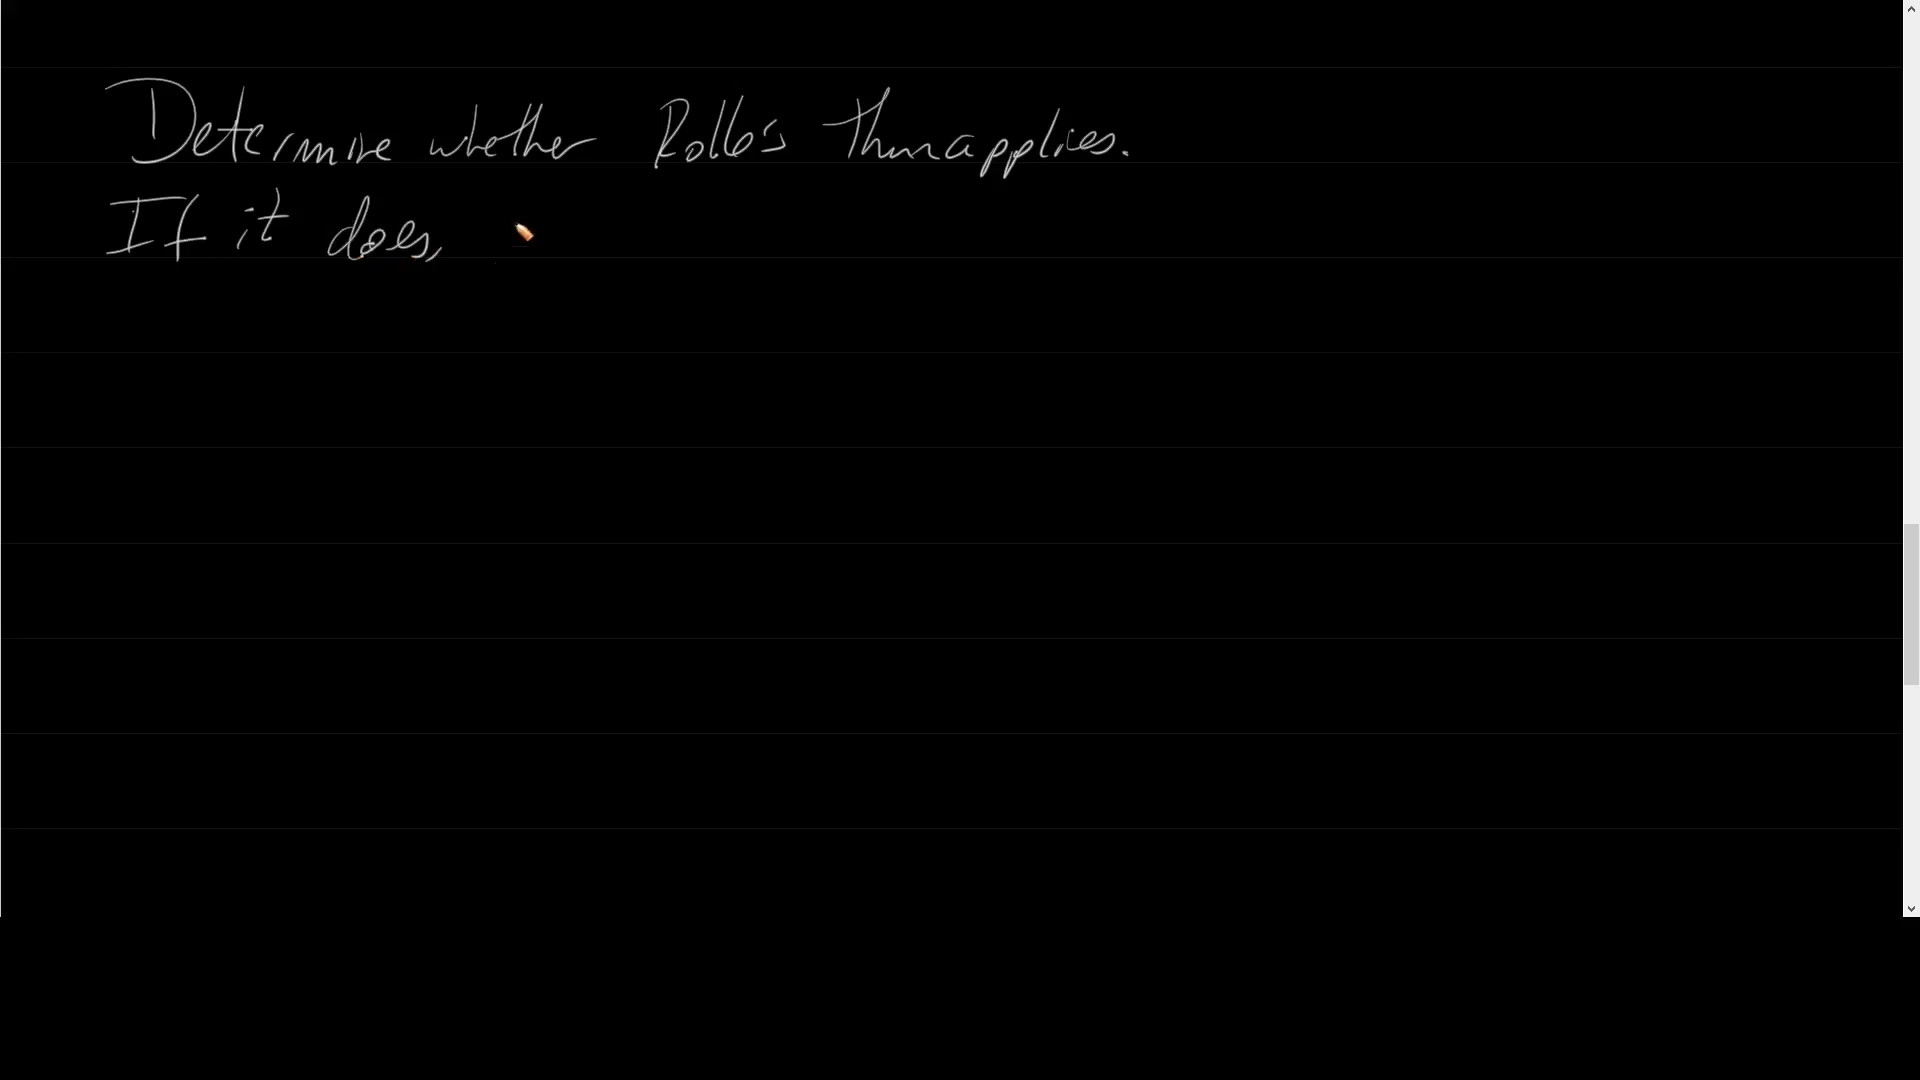 Determine whether Rolle's Thm applies.
If it does,